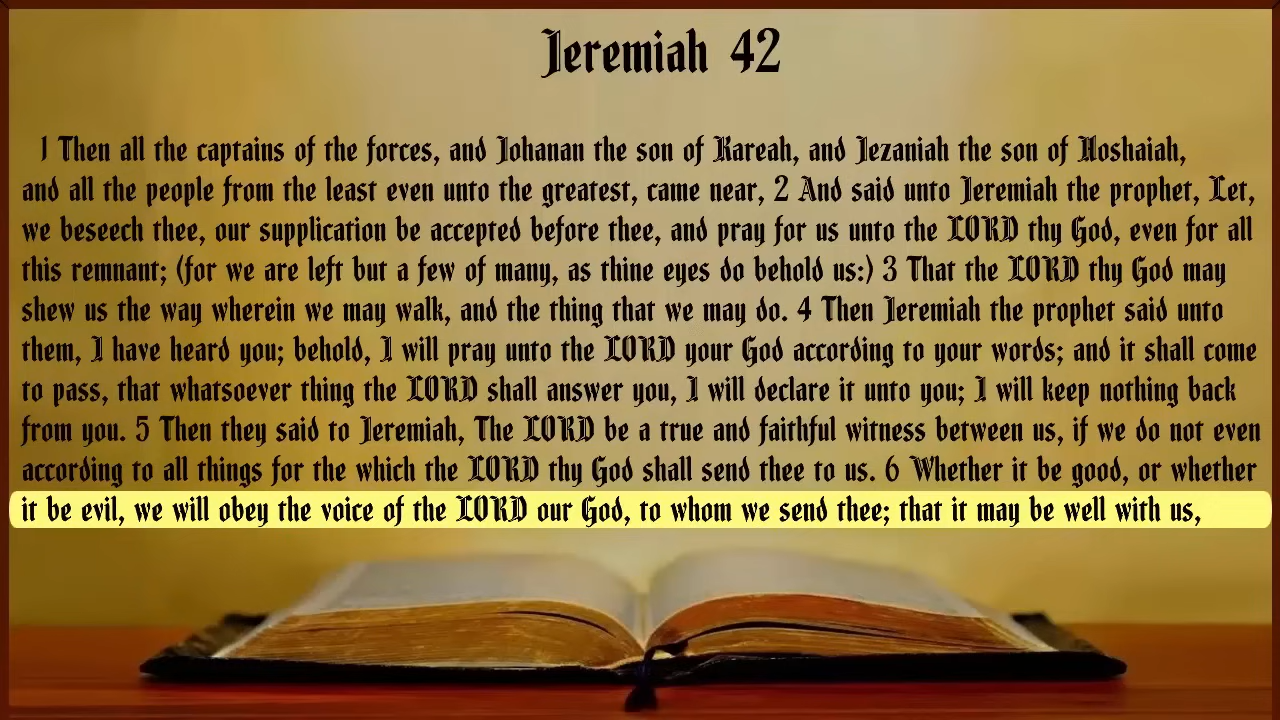 Jeremiah 42
1 Then all the captains of the forces, and Johanan the son of Kareah, and Jezaniah the son of Hoshaiah,
and all the people from the least even unto the greatest, came near, 2 And said unto Jeremiah the prophet, Let,
we beseech thee, our supplication be accepted before thee, and pray for us unto the LORD thy God, even for all
this remnant; (for we are left but a few of many, as thine eyes do behold us:) 3 That the LORD thy God may
shew us the way wherein we may walk, and the thing that we may do. 4 Then Jeremiah the prophet said unto
them, I have heard you; behold, I will pray unto the LORD your God according to your words; and it shall come
to pass, that whatsoever thing the LORD shall answer you, I will declare it unto you; I will keep nothing back
from you. 5 Then they said to Jeremiah, The LORD be a true and faithful witness between us, if we do not even
according to all things for the which the LORD thy God shall send thee to us. 6 Whether it be good, or whether
it be evil, we will obey the voice of the LORD our God, to whom we send thee; that it may be well with us,